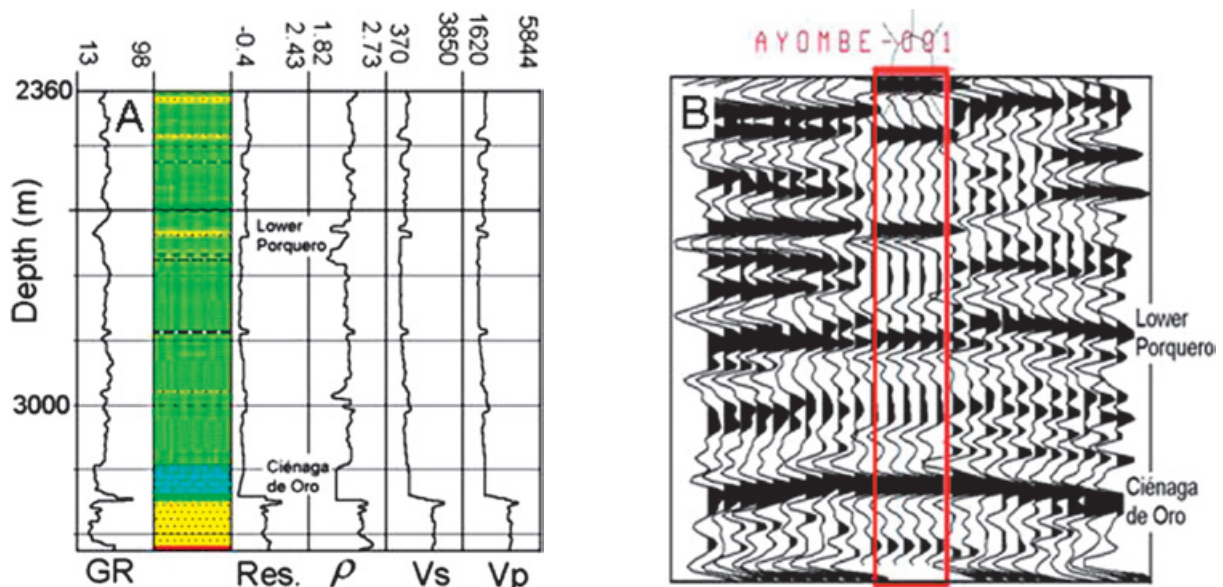 13
98
-0.4
2.43
1.82
2.73
370
3850
1620
5844
2360
A
Depth (m)
Lower
Porquero
3000
Ciénaga
de Oro
GR
Res.
ρ
Vs
Vp
AYOMBE-001
B
Lower
Porquero
Ciénaga
de Oro